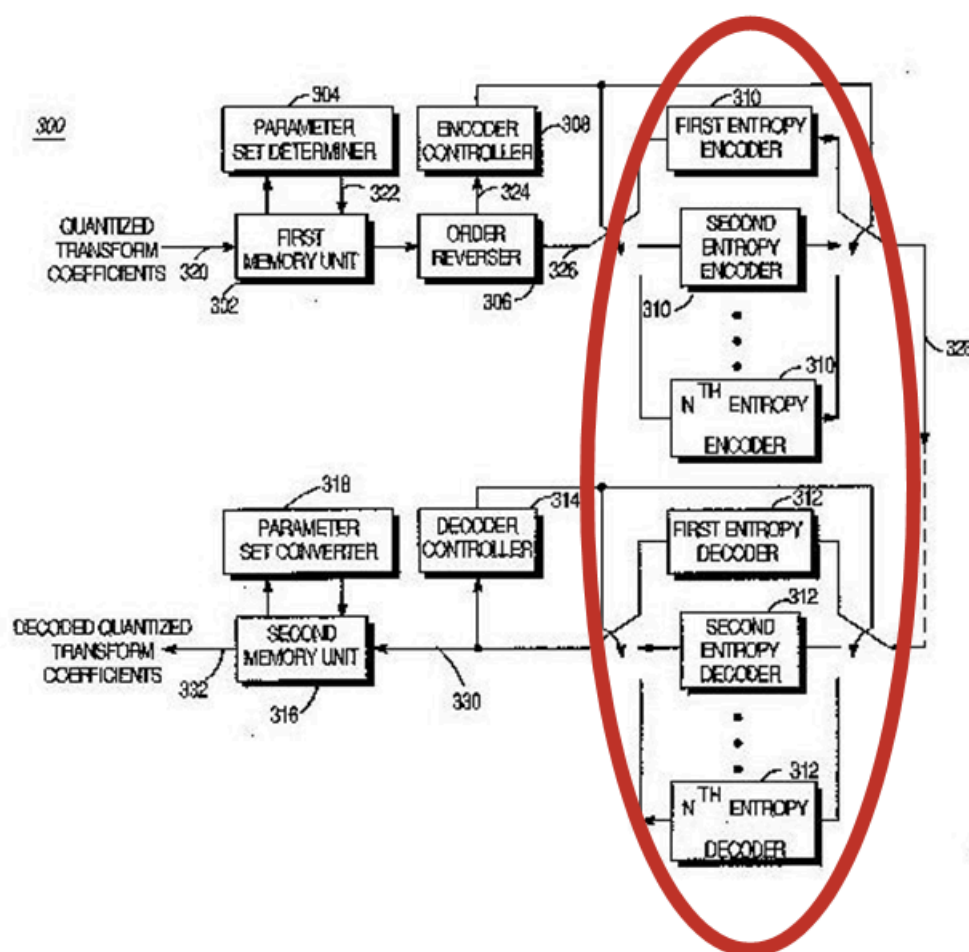 300
304
PARAMETER
SET DETERMINER
322
ENCODER
CONTROLLER
308
324
310
FIRST ENTROPY
ENCODER
QUANTIZED
TRANSFORM
COEFFICIENTS
320
FIRST
MEMORY UNIT
302
ORDER
REVERSER
306
326
SECOND
ENTROPY
ENCODER
310
310
N TH ENTROPY
ENCODER
318
PARAMETER
SET CONVERTER
DECODER
CONTROLLER
314
312
FIRST ENTROPY
DECODER
DECODED QUANTIZED
TRANSFORM
COEFFICIENTS
332
SECOND
MEMORY UNIT
316
330
312
SECOND
ENTROPY
DECODER
312
N TH ENTROPY
DECODER